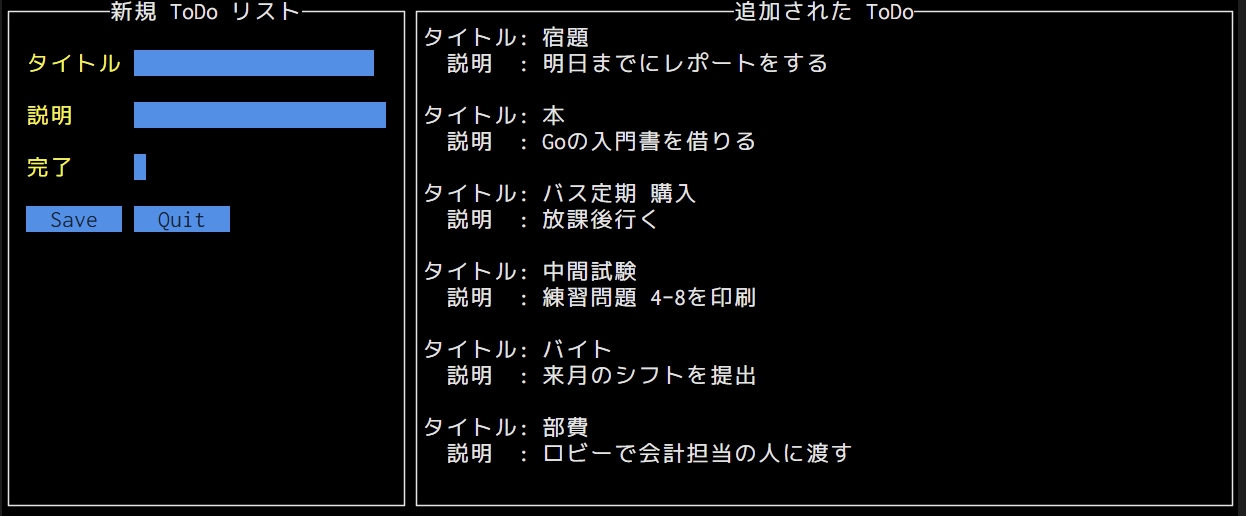 新規 ToDo リスト
タイトル
説明
完了
Save Quit
追加された ToDo
タイトル: 宿題
説明 : 明日までにレポートをする
タイトル: 本
説明 : Goの入門書を借りる
タイトル: バス定期 購入
説明 : 放課後行く
タイトル: 中間試験
説明 : 練習問題 4-8を印刷
タイトル: バイト
説明 : 来月のシフトを提出
タイトル: 部費
説明 : ロビーで会計担当の人に渡す